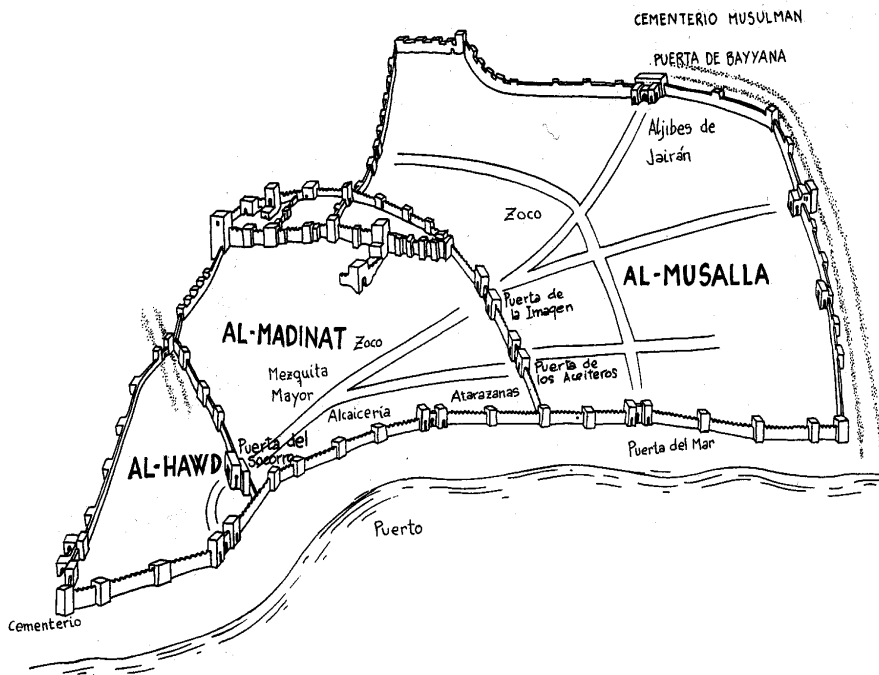 CEMENTERIO MUSULMAN
PUERTA DE BAYYANA
Aljibes de
Jairán
Zoco
AL-MUSALLA
Puerta de
la Imagen
AL-MADINAT
Zoco
Mezquita
Mayor
Puerta de
los Aceiteros
Atarazanas
Alcaicería
Puerta del
Socorro
Puerta del Mar
AL-HAWD
Puerto
Cementerio